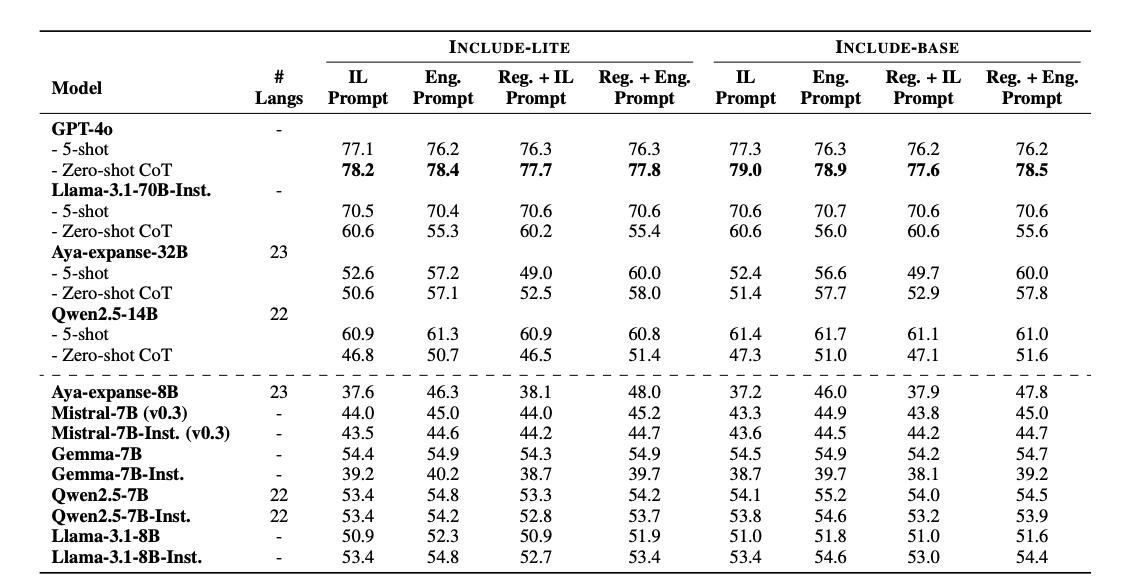 INCLUDE-LITE INCLUDE-BASE
Model # Langs IL Prompt Eng. Prompt Reg. + IL Prompt Reg. + Eng. Prompt IL Prompt Eng. Prompt Reg. + IL Prompt Reg. + Eng. Prompt
GPT-4o -
- 5-shot 77.1 76.2 76.3 76.3 77.3 76.3 76.2 76.2
- Zero-shot CoT 78.2 78.4 77.7 77.8 79.0 78.9 77.6 78.5
Llama-3.1-70B-Inst. -
- 5-shot 70.5 70.4 70.6 70.6 70.6 70.7 70.6 70.6
- Zero-shot CoT 60.6 55.3 60.2 55.4 60.6 56.0 60.6 55.6
Aya-expanse-32B 23
- 5-shot 52.6 57.2 49.0 60.0 52.4 56.6 49.7 60.0
- Zero-shot CoT 50.6 57.1 52.5 58.0 51.4 57.7 52.9 57.8
Qwen2.5-14B 22
- 5-shot 60.9 61.3 60.9 60.8 61.4 61.7 61.1 61.0
- Zero-shot CoT 46.8 50.7 46.5 51.4 47.3 51.0 47.1 51.6
Aya-expanse-8B 23 37.6 46.3 38.1 48.0 37.2 46.0 37.9 47.8
Mistral-7B (v0.3) - 44.0 45.0 44.0 45.2 43.3 44.9 43.8 45.0
Mistral-7B-Inst. (v0.3) - 43.5 44.6 44.2 44.7 43.6 44.5 44.2 44.7
Gemma-7B - 54.4 54.9 54.3 54.9 54.5 54.9 54.2 54.7
Gemma-7B-Inst. - 39.2 40.2 38.7 39.7 38.7 39.7 38.1 39.2
Qwen2.5-7B 22 53.4 54.8 53.3 54.2 54.1 55.2 54.0 54.5
Qwen2.5-7B-Inst. 22 53.4 54.2 52.8 53.7 53.8 54.6 53.2 53.9
Llama-3.1-8B - 50.9 52.3 50.9 51.9 51.0 51.8 51.0 51.6
Llama-3.1-8B-Inst. - 53.4 54.8 52.7 53.4 53.4 54.6 53.0 54.4